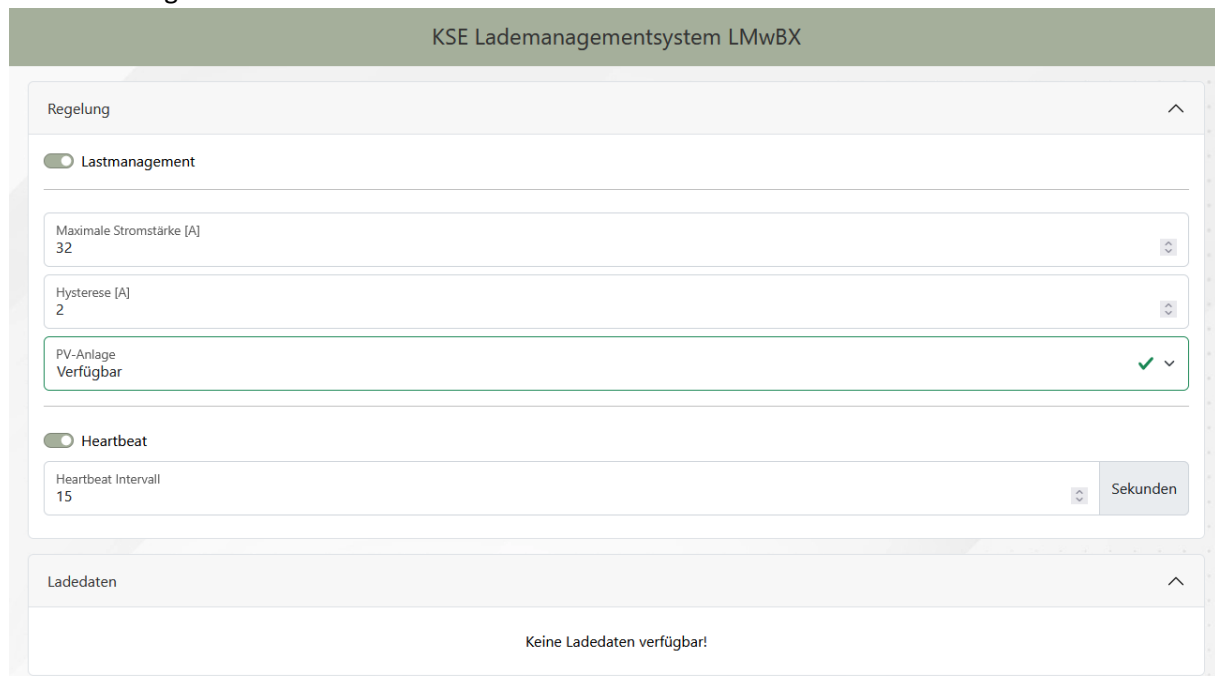 KSE Lademanagementsystem LMwBX
Regelung
Lastmanagement
Maximale Stromstärke [A]
32
Hysterese [A]
2
PV-Anlage
Verfügbar
Heartbeat
Heartbeat Intervall
15
Sekunden
Ladedaten
Keine Ladedaten verfügbar!